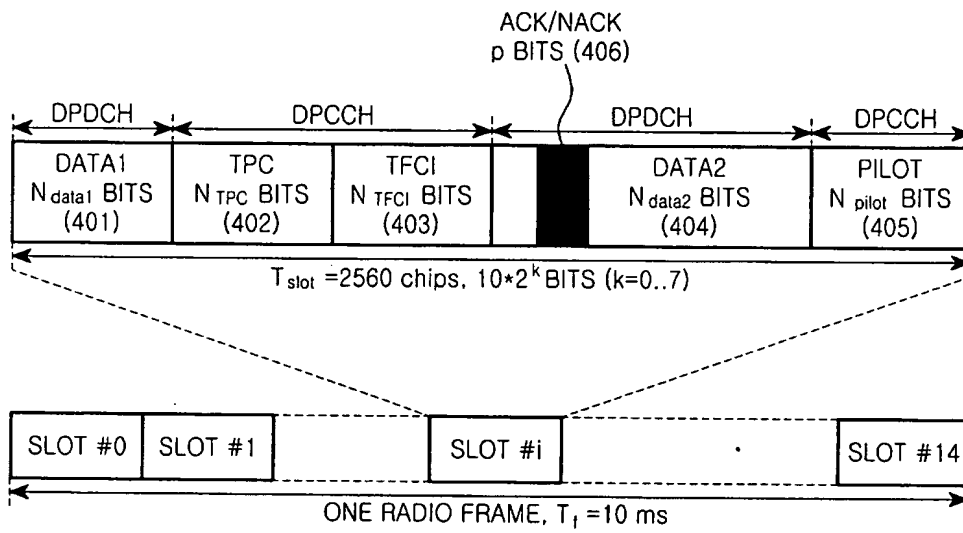 ACK/NACK
p BITS (406)
DPDCH DPCCH DPDCH DPCCH
DATA1 TPC TFCI DATA2 PILOT
N data1 BITS N TPC BITS N TFCI BITS N data2 BITS N pilot BITS
(401) (402) (403) (404) (405)
T slot =2560 chips, 10*2^k BITS (k=0..7)
SLOT #0 SLOT #1 SLOT #i SLOT #14
ONE RADIO FRAME, T f =10 ms